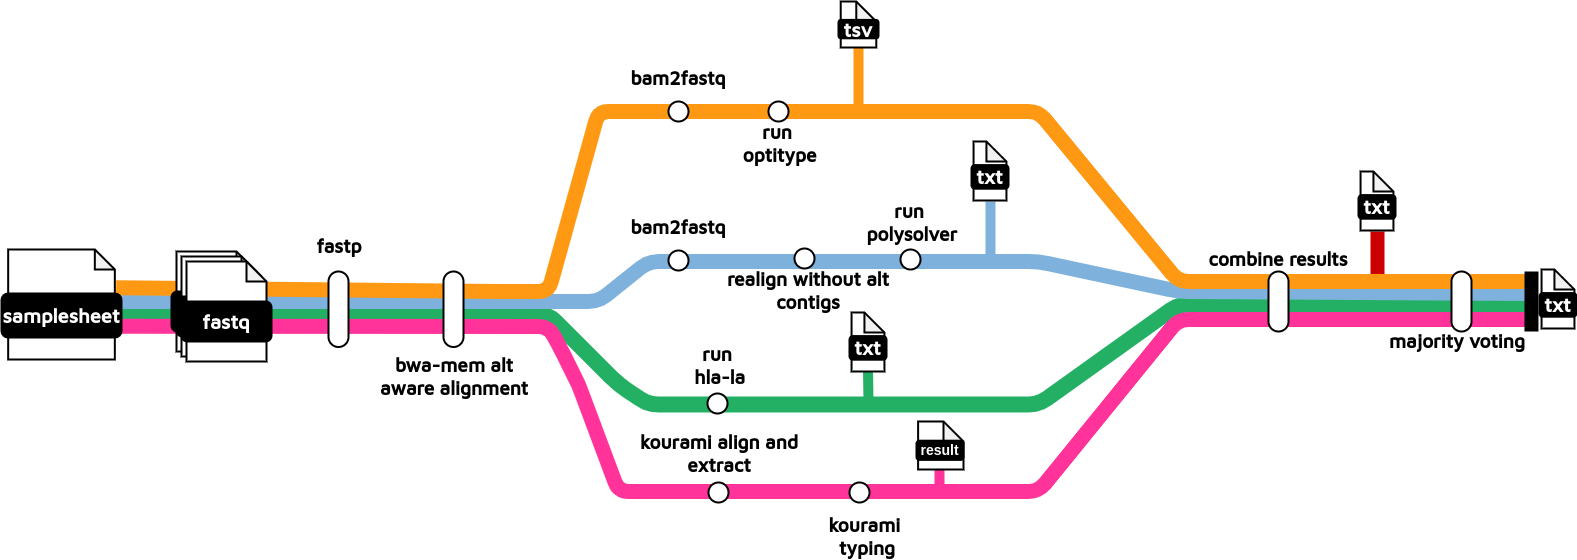 samplesheet
fastq
fastp
bwa-mem alt
aware alignment
bam2fastq
run
optitype
tsv
bam2fastq
realign without alt
contigs
run
polysolver
txt
run
hla-la
txt
kourami align and
extract
kourami
typing
result
combine results
txt
majority voting
txt